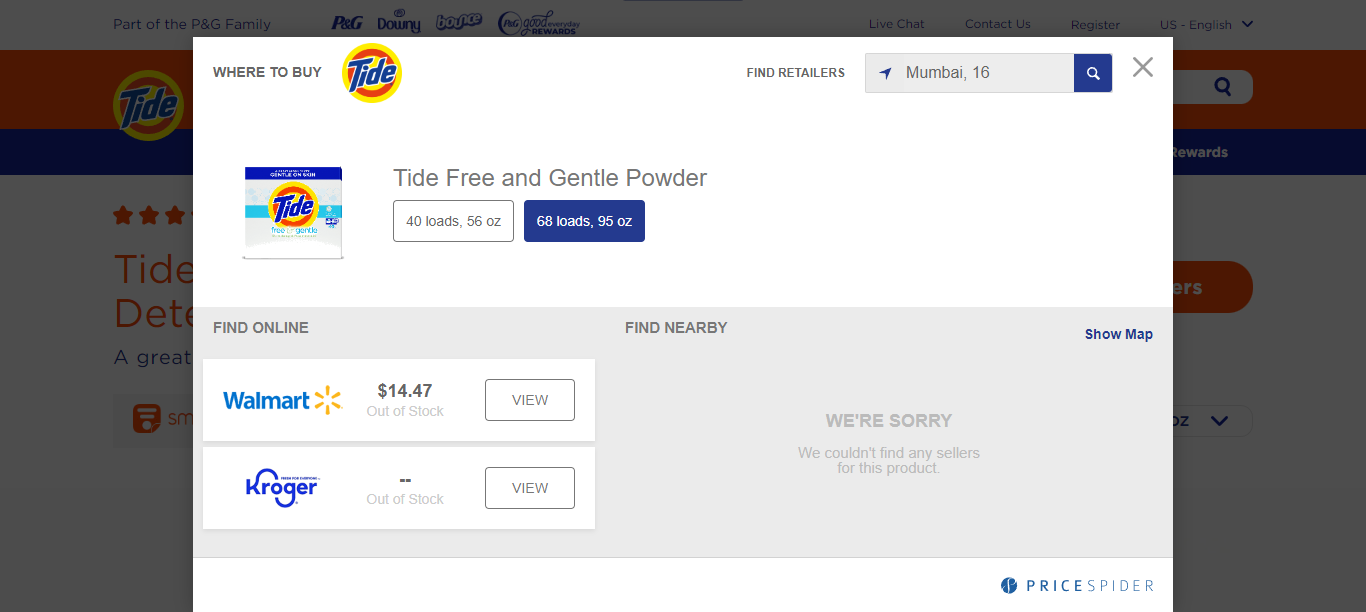 Part of the P&G Family
P&G
Downy
bounce
P&G good everyday
REWARDS
Live Chat
Contact Us
Register
US - English
WHERE TO BUY
Tide
FIND RETAILERS
Mumbai, 16
Tide
Rewards
GENTLE ON SKIN
Tide
free & gentle
Tide Free and Gentle Powder
40 loads, 56 oz
68 loads, 95 oz
Tide
Dete
A great
ers
FIND ONLINE
FIND NEARBY
Show Map
Walmart
$14.47
Out of Stock
VIEW
sm
oz
WE'RE SORRY
We couldn't find any sellers
for this product.
Kroger
--
Out of Stock
VIEW
PRICESPIDER